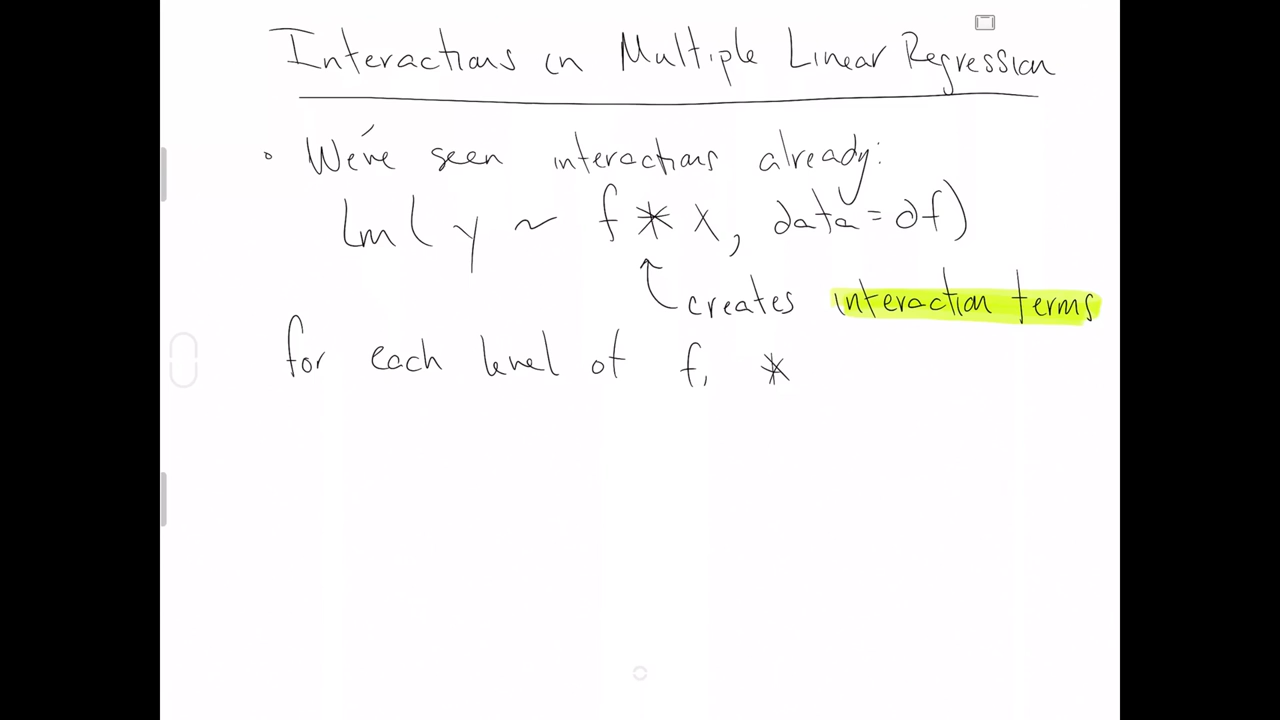 Interactions in Multiple Linear Regression
• We've seen interactions already:
lm( y ~ f * x, data = df)
creates interaction terms
for each level of f, *